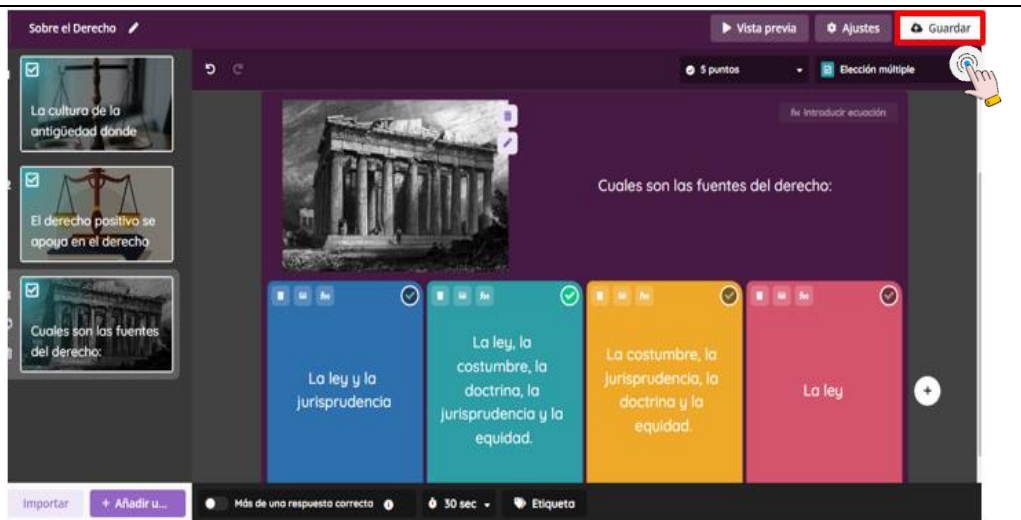 Sobre el Derecho
Vista previa
Ajustes
Guardar
5 puntos
Elección múltiple
La cultura de la
antigüedad donde
2
El derecho positivo se
apoya en el derecho
Cuales son las fuentes
del derecho:
fx Introducir ecuación
Cuales son las fuentes del derecho:
La ley y la
jurisprudencia
La ley, la
costumbre, la
doctrina, la
jurisprudencia y la
equidad.
La costumbre, la
jurisprudencia, la
doctrina y la
equidad.
La ley
Importar
+ Añadir u...
Más de una respuesta correcta
30 sec
Etiqueta